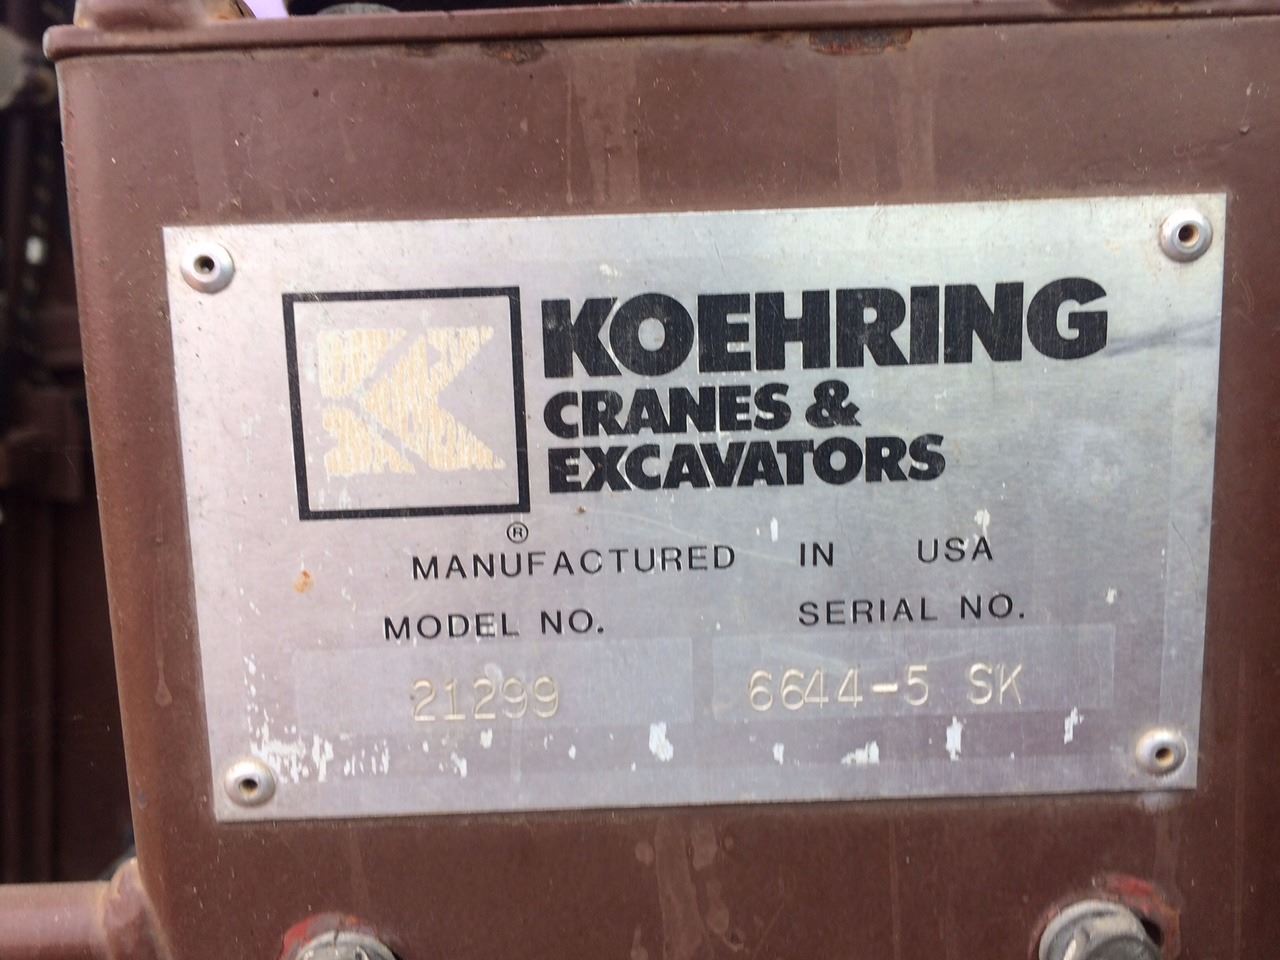 K KOEHRING
CRANES &
EXCAVATORS
®
MANUFACTURED IN USA
MODEL NO. SERIAL NO.
21299 6644-5 SK